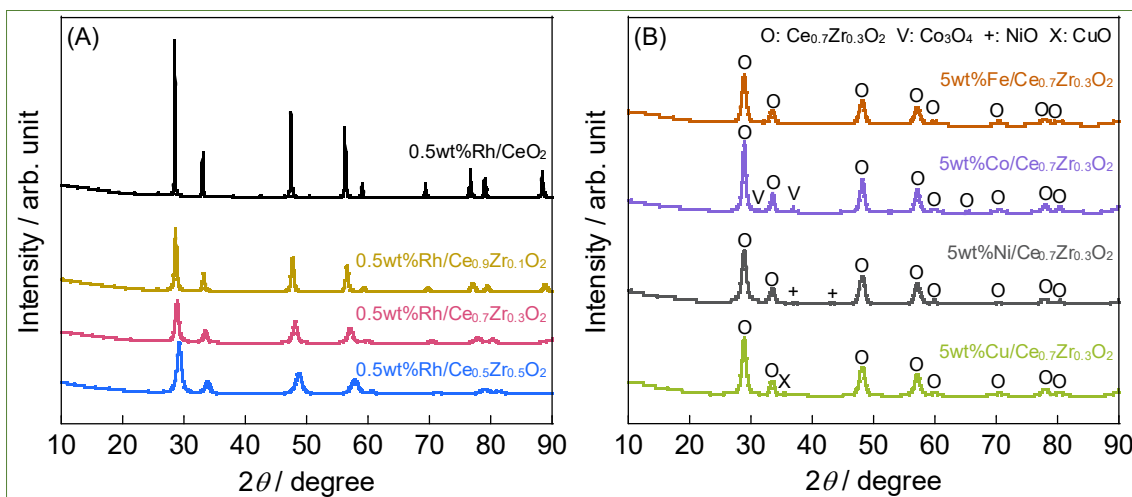 (A)
0.5wt%Rh/CeO₂
0.5wt%Rh/Ce₀.₉Zr₀.₁O₂
0.5wt%Rh/Ce₀.₇Zr₀.₃O₂
0.5wt%Rh/Ce₀.₅Zr₀.₅O₂
Intensity / arb. unit
10 20 30 40 50 60 70 80 90
2θ / degree
(B)
O: Ce₀.₇Zr₀.₃O₂ V: Co₃O₄ +: NiO X: CuO
O
5wt%Fe/Ce₀.₇Zr₀.₃O₂
O O O O O O O
O
5wt%Co/Ce₀.₇Zr₀.₃O₂
V O V O O O O O O O
O
5wt%Ni/Ce₀.₇Zr₀.₃O₂
O + + O O O O O O
O
5wt%Cu/Ce₀.₇Zr₀.₃O₂
O X O O O O O O
Intensity / arb. unit
10 20 30 40 50 60 70 80 90
2θ / degree